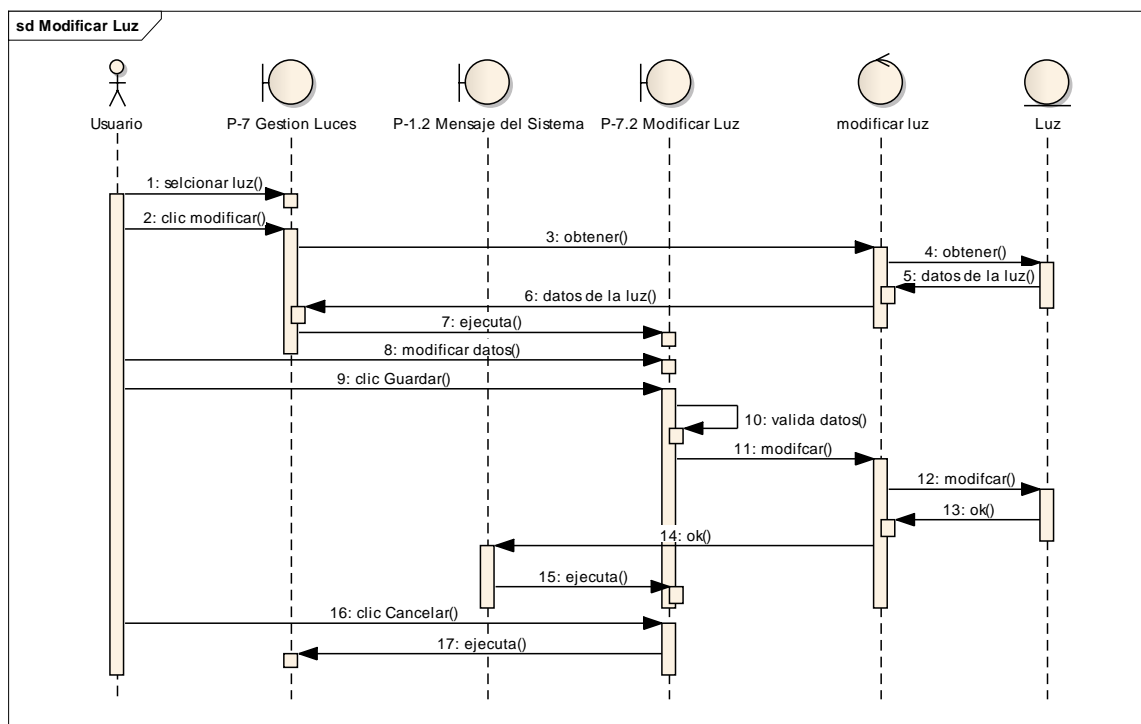 sd Modificar Luz
Usuario
P-7 Gestion Luces
P-1.2 Mensaje del Sistema
P-7.2 Modificar Luz
modificar luz
Luz
1: selcionar luz()
2: clic modificar()
3: obtener()
4: obtener()
5: datos de la luz()
6: datos de la luz()
7: ejecuta()
8: modificar datos()
9: clic Guardar()
10: valida datos()
11: modifcar()
12: modifcar()
13: ok()
14: ok()
15: ejecuta()
16: clic Cancelar()
17: ejecuta()